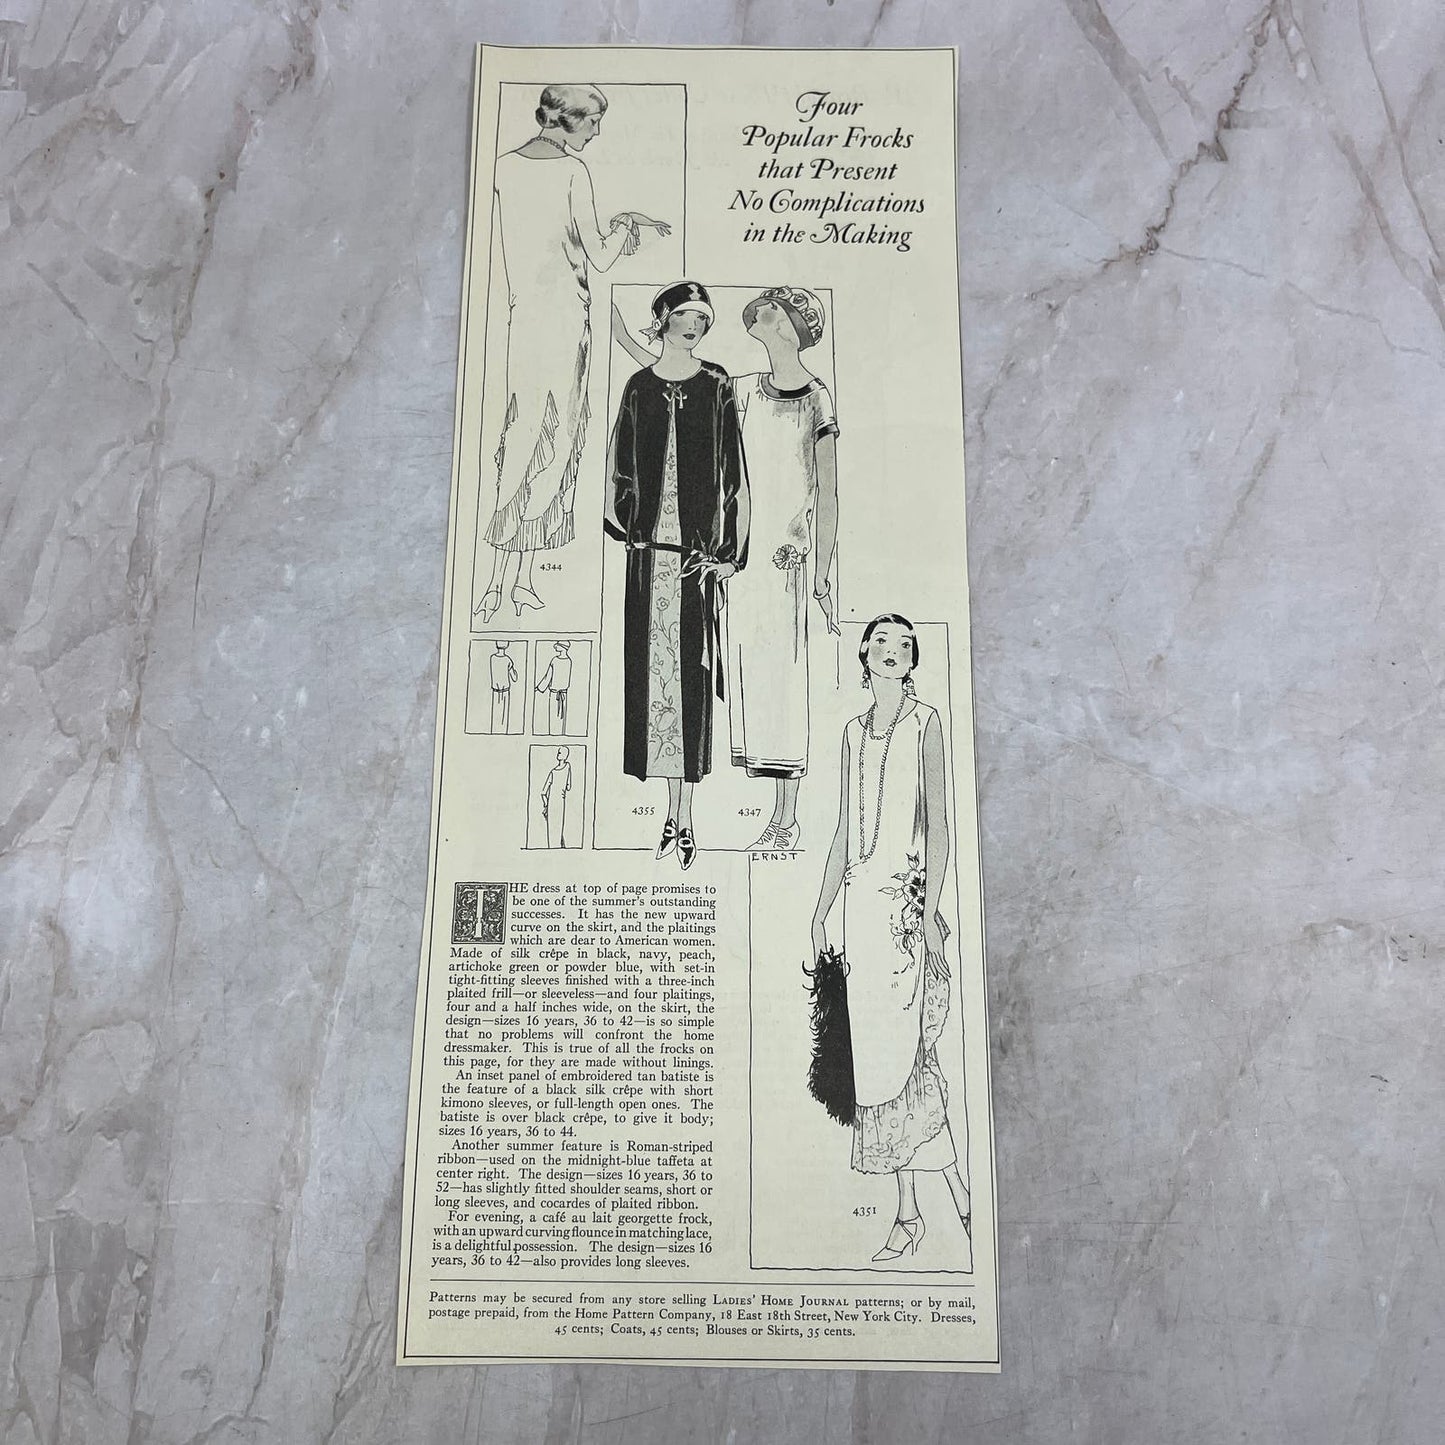 Four
Popular Frocks
that Present
No Complications
in the Making
4344
4355
4347
ERNST
4351
THE dress at top of page promises to
be one of the summer's outstanding
successes. It has the new upward
curve on the skirt, and the plaitings
which are dear to American women.
Made of silk crêpe in black, navy, peach,
artichoke green or powder blue, with set-in
tight-fitting sleeves finished with a three-inch
plaited frill—or sleeveless—and four plaitings,
four and a half inches wide, on the skirt, the
design—sizes 16 years, 36 to 42—is so simple
that no problems will confront the home
dressmaker. This is true of all the frocks on
this page, for they are made without linings.
An inset panel of embroidered tan batiste is
the feature of a black silk crêpe with short
kimono sleeves, or full-length open ones. The
batiste is over black crêpe, to give it body;
sizes 16 years, 36 to 44.
Another summer feature is Roman-striped
ribbon—used on the midnight-blue taffeta at
center right. The design—sizes 16 years, 36 to
52—has slightly fitted shoulder seams, short or
long sleeves, and cocardes of plaited ribbon.
For evening, a café au lait georgette frock,
with an upward curving flounce in matching lace,
is a delightful possession. The design—sizes 16
years, 36 to 42—also provides long sleeves.
Patterns may be secured from any store selling LADIES' HOME JOURNAL patterns; or by mail,
postage prepaid, from the Home Pattern Company, 18 East 18th Street, New York City. Dresses,
45 cents; Coats, 45 cents; Blouses or Skirts, 35 cents.